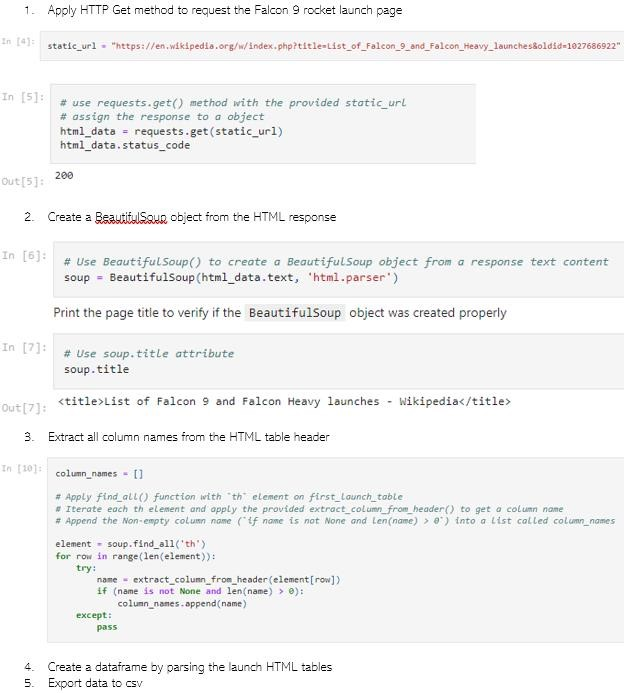 1. Apply HTTP Get method to request the Falcon 9 rocket launch page
In [4]: static_url = "https://en.wikipedia.org/w/index.php?title=List_of_Falcon_9_and_Falcon_Heavy_launches&oldid=1027686922"
In [5]: # use requests.get() method with the provided static_url
# assign the response to a object
html_data = requests.get(static_url)
html_data.status_code
Out[5]: 200
2. Create a BeautifulSoup object from the HTML response
In [6]: # Use BeautifulSoup() to create a BeautifulSoup object from a response text content
soup = BeautifulSoup(html_data.text, 'html.parser')
Print the page title to verify if the BeautifulSoup object was created properly
In [7]: # Use soup.title attribute
soup.title
Out[7]: <title>List of Falcon 9 and Falcon Heavy launches - Wikipedia</title>
3. Extract all column names from the HTML table header
In [10]: column_names = []
# Apply find_all() function with `th` element on first_launch_table
# Iterate each th element and apply the provided extract_column_from_header() to get a column name
# Append the Non-empty column name (`if name is not None and len(name) > 0`) into a list called column_names
element = soup.find_all('th')
for row in range(len(element)):
try:
name = extract_column_from_header(element[row])
if (name is not None and len(name) > 0):
column_names.append(name)
except:
pass
4. Create a dataframe by parsing the launch HTML tables
5. Export data to csv